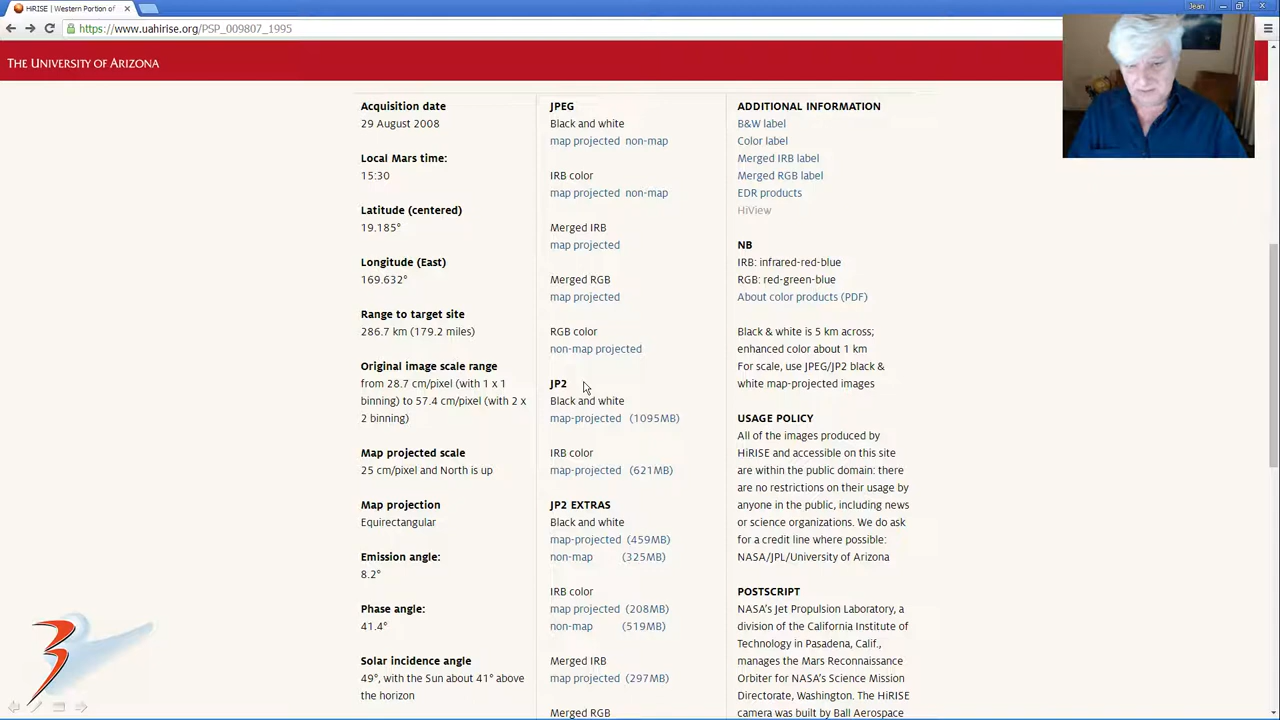 HiRISE | Western Portion of
Jean
https://www.uahirise.org/PSP_009807_1995
THE UNIVERSITY OF ARIZONA
Acquisition date
29 August 2008
Local Mars time:
15:30
Latitude (centered)
19.185°
Longitude (East)
169.632°
Range to target site
286.7 km (179.2 miles)
Original image scale range
from 28.7 cm/pixel (with 1 x 1
binning) to 57.4 cm/pixel (with 2 x
2 binning)
Map projected scale
25 cm/pixel and North is up
Map projection
Equirectangular
Emission angle:
8.2°
Phase angle:
41.4°
Solar incidence angle
49°, with the Sun about 41° above
the horizon
JPEG
Black and white
map projected non-map
IRB color
map projected non-map
Merged IRB
map projected
Merged RGB
map projected
RGB color
non-map projected
JP2
Black and white
map-projected (1095MB)
IRB color
map-projected (621MB)
JP2 EXTRAS
Black and white
map-projected (459MB)
non-map (325MB)
IRB color
map projected (208MB)
non-map (519MB)
Merged IRB
map projected (297MB)
Merged RGB
ADDITIONAL INFORMATION
B&W label
Color label
Merged IRB label
Merged RGB label
EDR products
HiView
NB
IRB: infrared-red-blue
RGB: red-green-blue
About color products (PDF)
Black & white is 5 km across;
enhanced color about 1 km
For scale, use JPEG/JP2 black &
white map-projected images
USAGE POLICY
All of the images produced by
HiRISE and accessible on this site
are within the public domain: there
are no restrictions on their usage by
anyone in the public, including news
or science organizations. We do ask
for a credit line where possible:
NASA/JPL/University of Arizona
POSTSCRIPT
NASA's Jet Propulsion Laboratory, a
division of the California Institute of
Technology in Pasadena, Calif.,
manages the Mars Reconnaissance
Orbiter for NASA's Science Mission
Directorate, Washington. The HiRISE
camera was built by Ball Aerospace